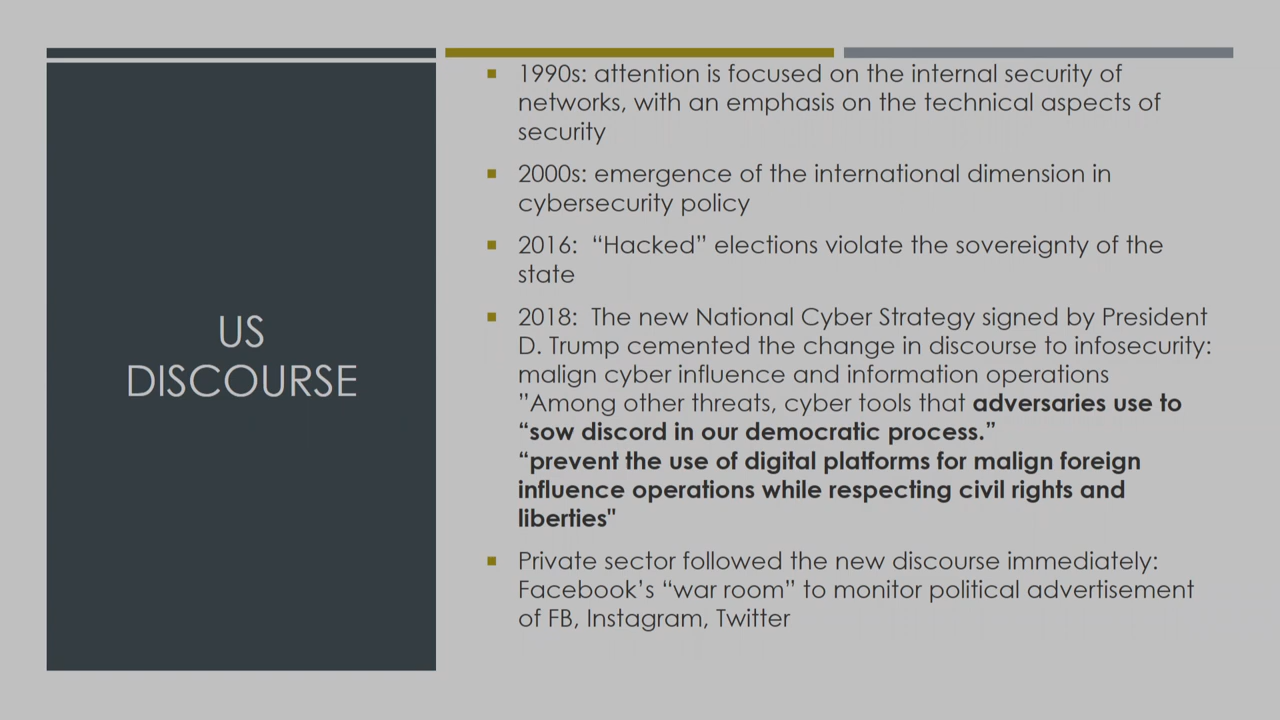 US
DISCOURSE
1990s: attention is focused on the internal security of
networks, with an emphasis on the technical aspects of
security
2000s: emergence of the international dimension in
cybersecurity policy
2016:  “Hacked” elections violate the sovereignty of the
state
2018:  The new National Cyber Strategy signed by President
D. Trump cemented the change in discourse to infosecurity:
malign cyber influence and information operations
”Among other threats, cyber tools that adversaries use to
“sow discord in our democratic process.”
“prevent the use of digital platforms for malign foreign
influence operations while respecting civil rights and
liberties"
Private sector followed the new discourse immediately:
Facebook’s “war room” to monitor political advertisement
of FB, Instagram, Twitter